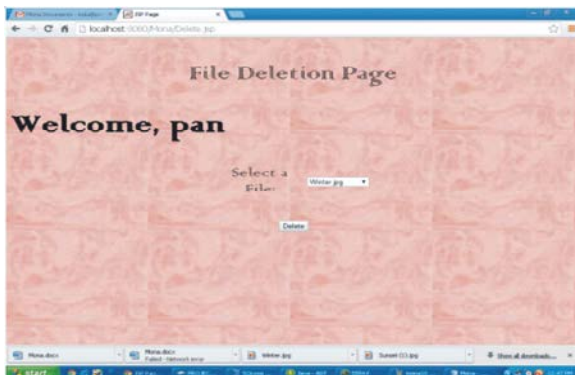 JSP Page
localhost:8080/Mona/Delete.jsp
File Deletion Page
Welcome, pan
Select a
File:
Winter.jpg
Delete
Mona.docx
Mona.docx
Failed - Network error
Winter.jpg
Sunset (1).jpg
Show all downloads...
start